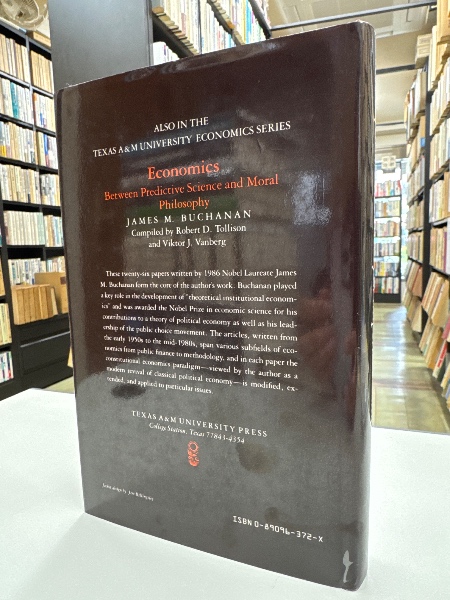 ALSO IN THE
TEXAS A & M UNIVERSITY ECONOMICS SERIES
Economics
Between Predictive Science and Moral
Philosophy
JAMES M. BUCHANAN
Compiled by Robert D. Tollison
and Viktor J. Vanberg
These twenty-six papers written by 1986 Nobel Laureate James
M. Buchanan form the core of the author's work. Buchanan played
a key role in the development of "theoretical institutional econom-
ics" and was awarded the Nobel Prize in economic science for his
contributions to a theory of political economy as well as his lead-
ership of the public choice movement. The articles, written from
the early 1950s to the mid-1980s, span various subfields of eco-
nomics from public finance to methodology, and in each paper the
constitutional economics paradigm—viewed by the author as a
modern revival of classical political economy—is modified, ex-
tended, and applied to particular issues.
TEXAS A & M UNIVERSITY PRESS
College Station, Texas 77843-4354
Jacket design by Jim Billingsley
ISBN 0-89096-372-X